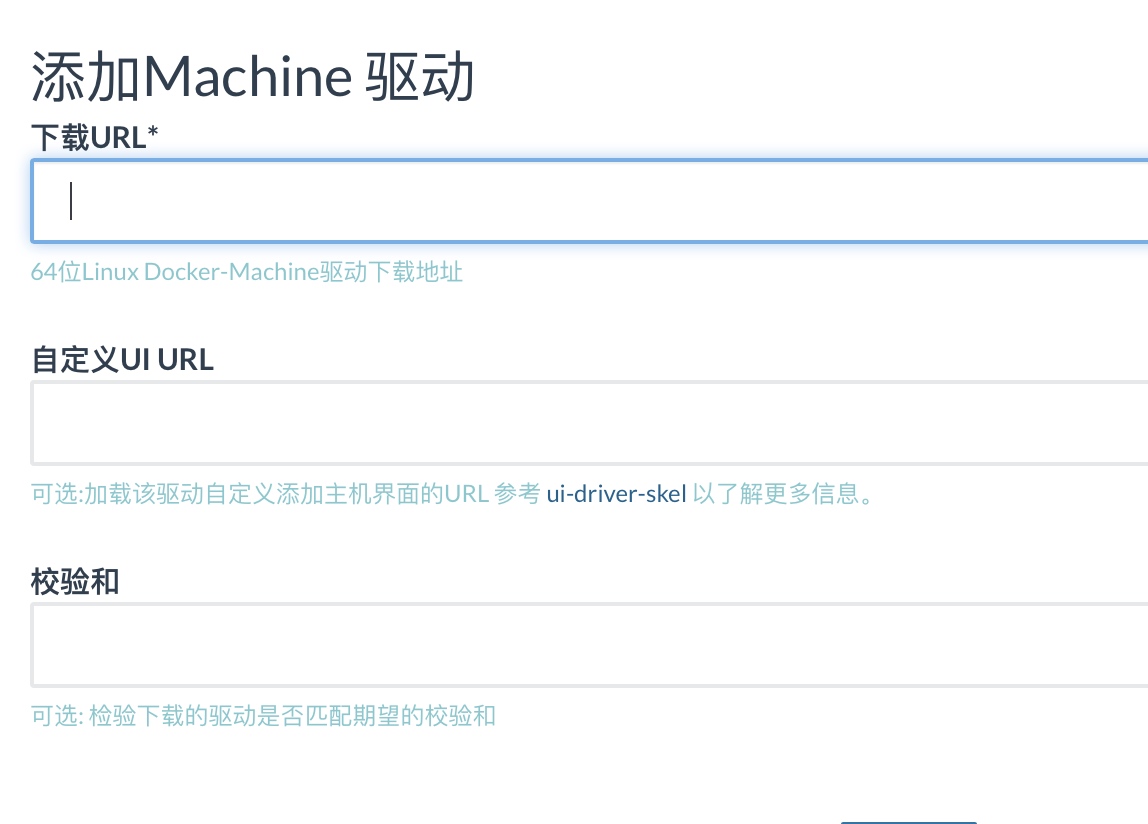 添加Machine 驱动
下载URL*
64位Linux Docker-Machine驱动下载地址
自定义UI URL
可选:加载该驱动自定义添加主机界面的URL 参考 ui-driver-skel 以了解更多信息。
校验和
可选: 检验下载的驱动是否匹配期望的校验和